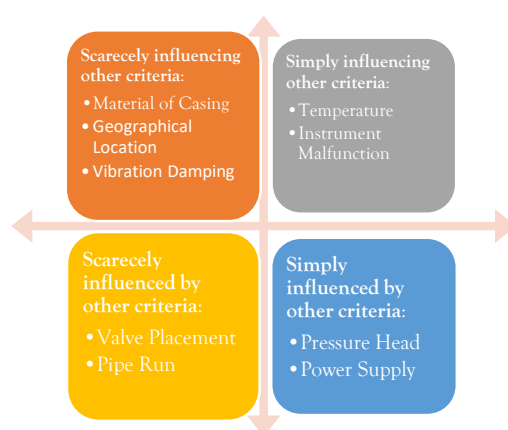 Scarecely influencing
other criteria:
•Material of Casing
•Geographical
Location
•Vibration Damping
Simply influencing
other criteria:
•Temperature
•Instrument
Malfunction
Scarecely
influenced by
other criteria:
•Valve Placement
•Pipe Run
Simply
influenced by
other criteria:
•Pressure Head
•Power Supply